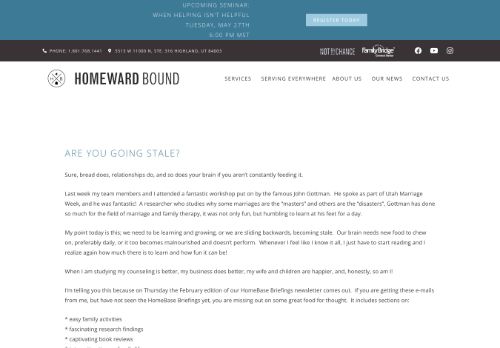 UPCOMING SEMINAR:
WHEN HELPING ISN'T HELPFUL
TUESDAY, MAY 27TH
6:00 PM MST
REGISTER TODAY
PHONE: 1.801.768.1441
5513 W 11000 N, STE. 316 HIGHLAND, UT 84003
NOT BY CHANCE
FamilyBridge
HOMEWARD BOUND
SERVICES
SERVING EVERYWHERE
ABOUT US
OUR NEWS
CONTACT US
ARE YOU GOING STALE?
Sure, bread does, relationships do, and so does your brain if you aren't constantly feeding it.
Last week my team members and I attended a fantastic workshop put on by the famous John Gottman. He spoke as part of Utah Marriage
Week, and he was fantastic! A researcher who studies why some marriages are the "masters" and others are the "disasters", Gottman has done
so much for the field of marriage and family therapy, it was not only fun, but humbling to learn at his feet for a day.
My point today is this; we need to be learning and growing, or we are sliding backwards, becoming stale. Our brain needs new food to chew
on, preferably daily, or it too becomes malnourished and doesn't perform. Whenever I feel like I know it all, I just have to start reading and I
realize again how much there is to learn and how fun it can be!
When I am studying my counseling is better, my business does better, my wife and children are happier, and, honestly, so am I!
I'm telling you this because on Thursday the February edition of our HomeBase Briefings newsletter comes out. If you are getting these e-mails
from me, but have not seen the HomeBase Briefings yet, you are missing out on some great food for thought. It includes sections on:
* easy family activities
* fascinating research findings
* captivating book reviews